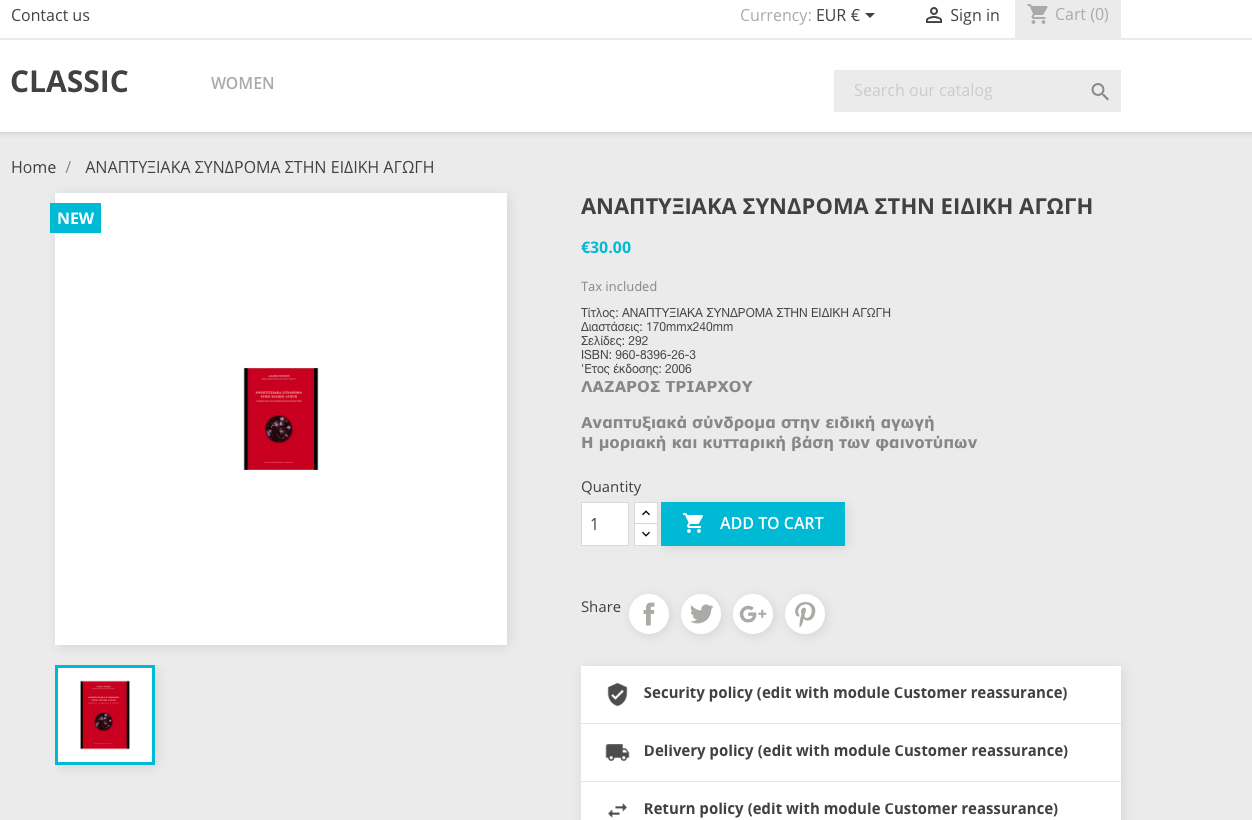 Contact us
Currency: EUR €
Sign in
Cart (0)
CLASSIC
WOMEN
Search our catalog
Home / ΑΝΑΠΤΥΞΙΑΚΑ ΣΥΝΔΡΟΜΑ ΣΤΗΝ ΕΙΔΙΚΗ ΑΓΩΓΗ
NEW
ΑΝΑΠΤΥΞΙΑΚΑ ΣΥΝΔΡΟΜΑ ΣΤΗΝ ΕΙΔΙΚΗ ΑΓΩΓΗ
€30.00
Tax included
Τίτλος: ΑΝΑΠΤΥΞΙΑΚΑ ΣΥΝΔΡΟΜΑ ΣΤΗΝ ΕΙΔΙΚΗ ΑΓΩΓΗ
Διαστάσεις: 170mmx240mm
Σελίδες: 292
ISBN: 960-8396-26-3
'Ετος έκδοσης: 2006
ΛΑΖΑΡΟΣ ΤΡΙΑΡΧΟΥ
Αναπτυξιακά σύνδρομα στην ειδική αγωγή
Η μοριακή και κυτταρική βάση των φαινοτύπων
Quantity
1
ADD TO CART
Share
Security policy (edit with module Customer reassurance)
Delivery policy (edit with module Customer reassurance)
Return policy (edit with module Customer reassurance)